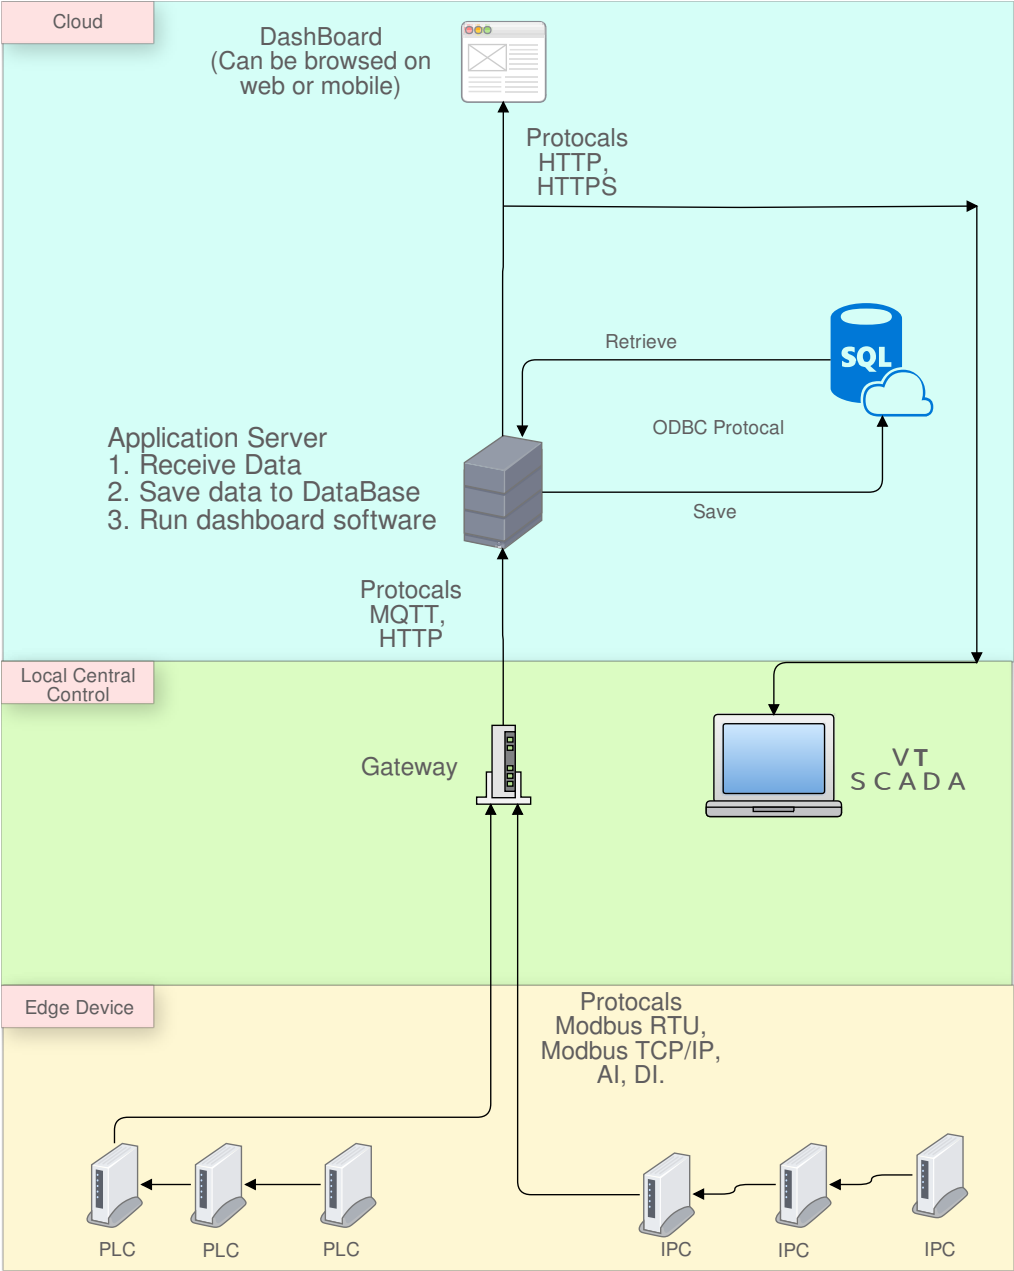 Cloud
DashBoard
(Can be browsed on
web or mobile)
Protocals
HTTP,
HTTPS
Retrieve
SQL
ODBC Protocal
Save
Application Server
1. Receive Data
2. Save data to DataBase
3. Run dashboard software
Protocals
MQTT,
HTTP
Local Central
Control
Gateway
VT
SCADA
Edge Device
Protocals
Modbus RTU,
Modbus TCP/IP,
AI, DI.
PLC
PLC
PLC
IPC
IPC
IPC